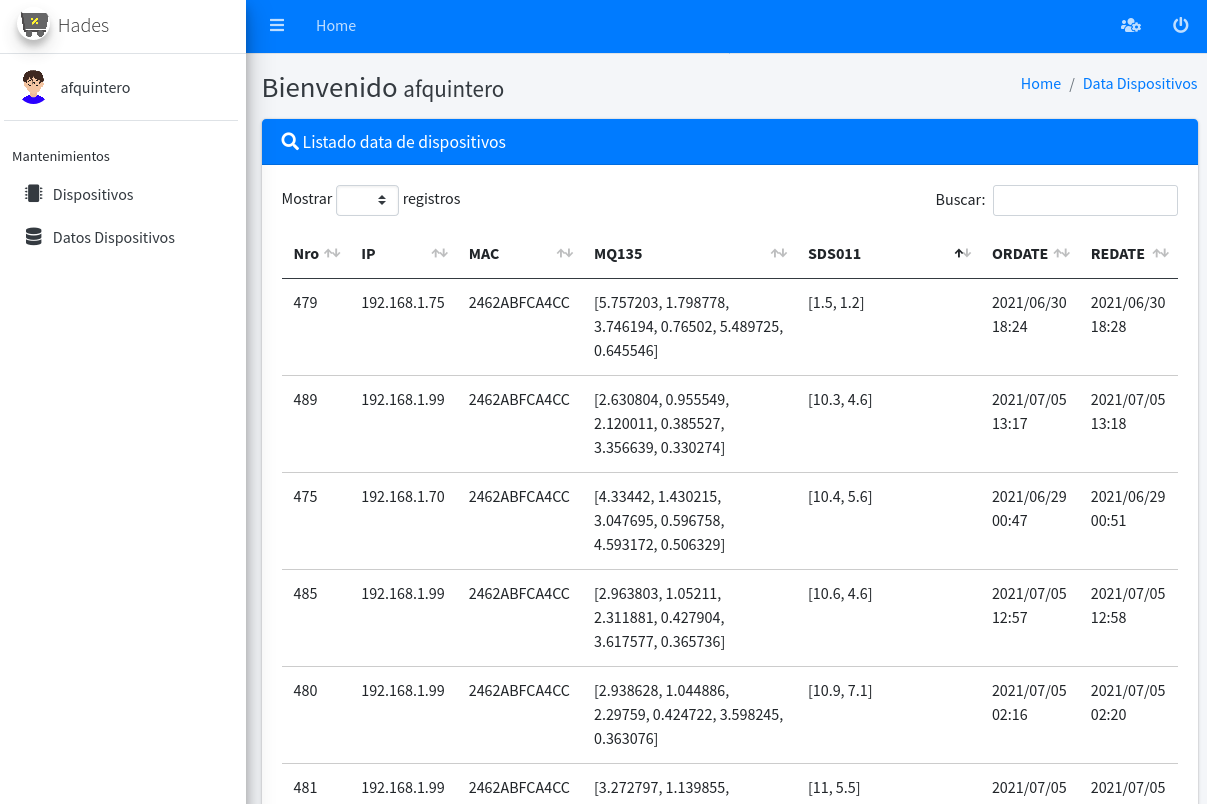 Hades
Home
afquintero
Bienvenido afquintero
Home / Data Dispositivos
Mantenimientos
Dispositivos
Datos Dispositivos
Listado data de dispositivos
Mostrar registros
Buscar:
Nro IP MAC MQ135 SDS011 ORDATE REDATE
479 192.168.1.75 2462ABFCA4CC [5.757203, 1.798778, [1.5, 1.2] 2021/06/30 2021/06/30
3.746194, 0.76502, 5.489725, 18:24 18:28
0.645546]
489 192.168.1.99 2462ABFCA4CC [2.630804, 0.955549, [10.3, 4.6] 2021/07/05 2021/07/05
2.120011, 0.385527, 13:17 13:18
3.356639, 0.330274]
475 192.168.1.70 2462ABFCA4CC [4.33442, 1.430215, [10.4, 5.6] 2021/06/29 2021/06/29
3.047695, 0.596758, 00:47 00:51
4.593172, 0.506329]
485 192.168.1.99 2462ABFCA4CC [2.963803, 1.05211, [10.6, 4.6] 2021/07/05 2021/07/05
2.311881, 0.427904, 12:57 12:58
3.617577, 0.365736]
480 192.168.1.99 2462ABFCA4CC [2.938628, 1.044886, [10.9, 7.1] 2021/07/05 2021/07/05
2.29759, 0.424722, 3.598245, 02:16 02:20
0.363076]
481 192.168.1.99 2462ABFCA4CC [3.272797, 1.139855, [11, 5.5] 2021/07/05 2021/07/05